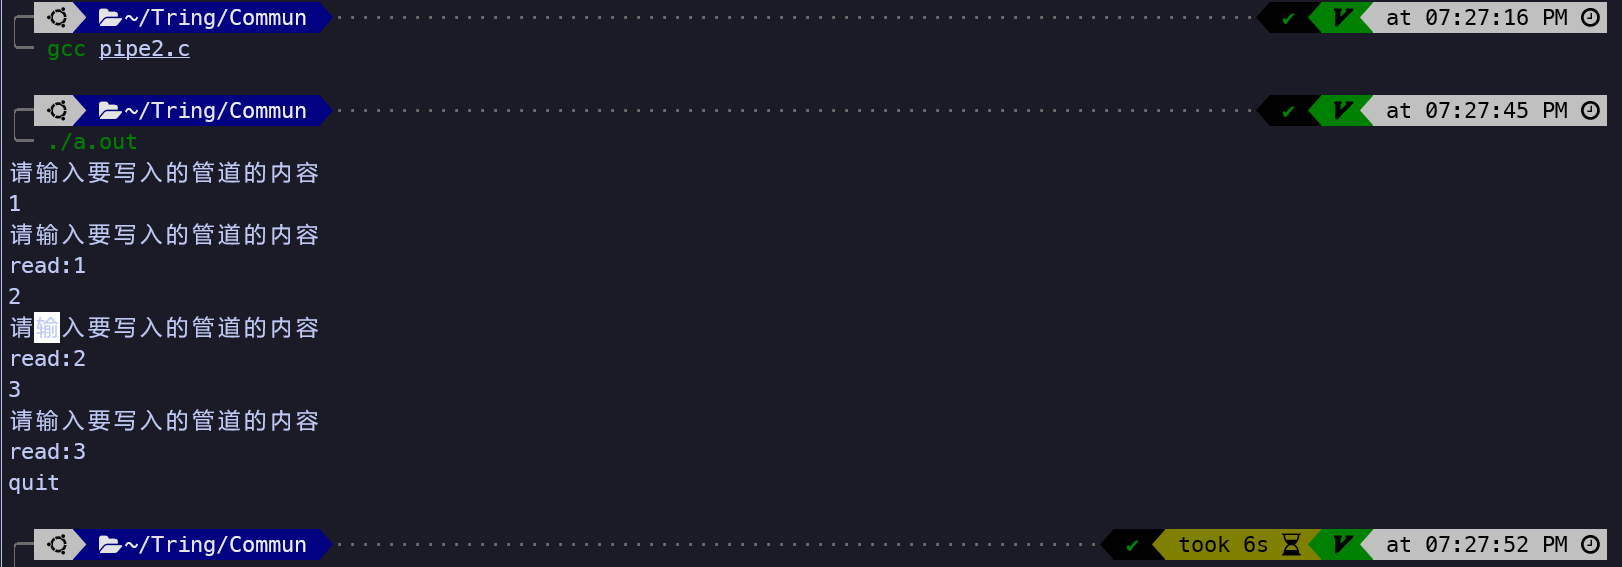 ~/Tring/Commun ✔ V at 07:27:16 PM
gcc pipe2.c
~/Tring/Commun ✔ V at 07:27:45 PM
./a.out
请输入要写入的管道的内容
1
请输入要写入的管道的内容
read:1
2
请输入要写入的管道的内容
read:2
3
请输入要写入的管道的内容
read:3
quit
~/Tring/Commun ✔ took 6s V at 07:27:52 PM